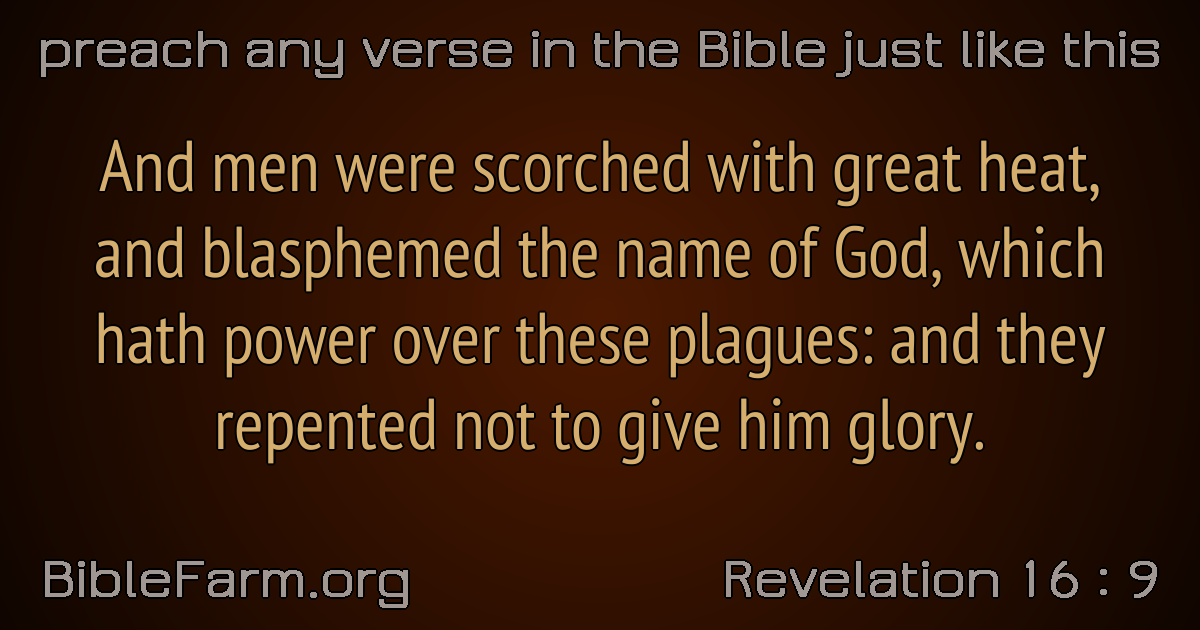 preach any verse in the Bible just like this
And men were scorched with great heat,
and blasphemed the name of God, which
hath power over these plagues: and they
repented not to give him glory.
BibleFarm.org
Revelation 16 : 9